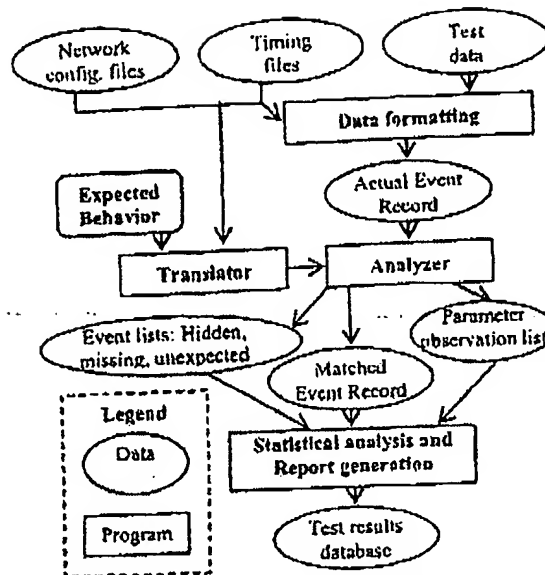 Network
config. files
Timing
files
Test
data
Data formatting
Expected
Behavior
Actual Event
Record
Translator
Analyzer
Event lists: Hidden,
missing, unexpected
Parameter
observation list
Matched
Event Record
Legend
Data
Program
Statistical analysis and
Report generation
Test results
database